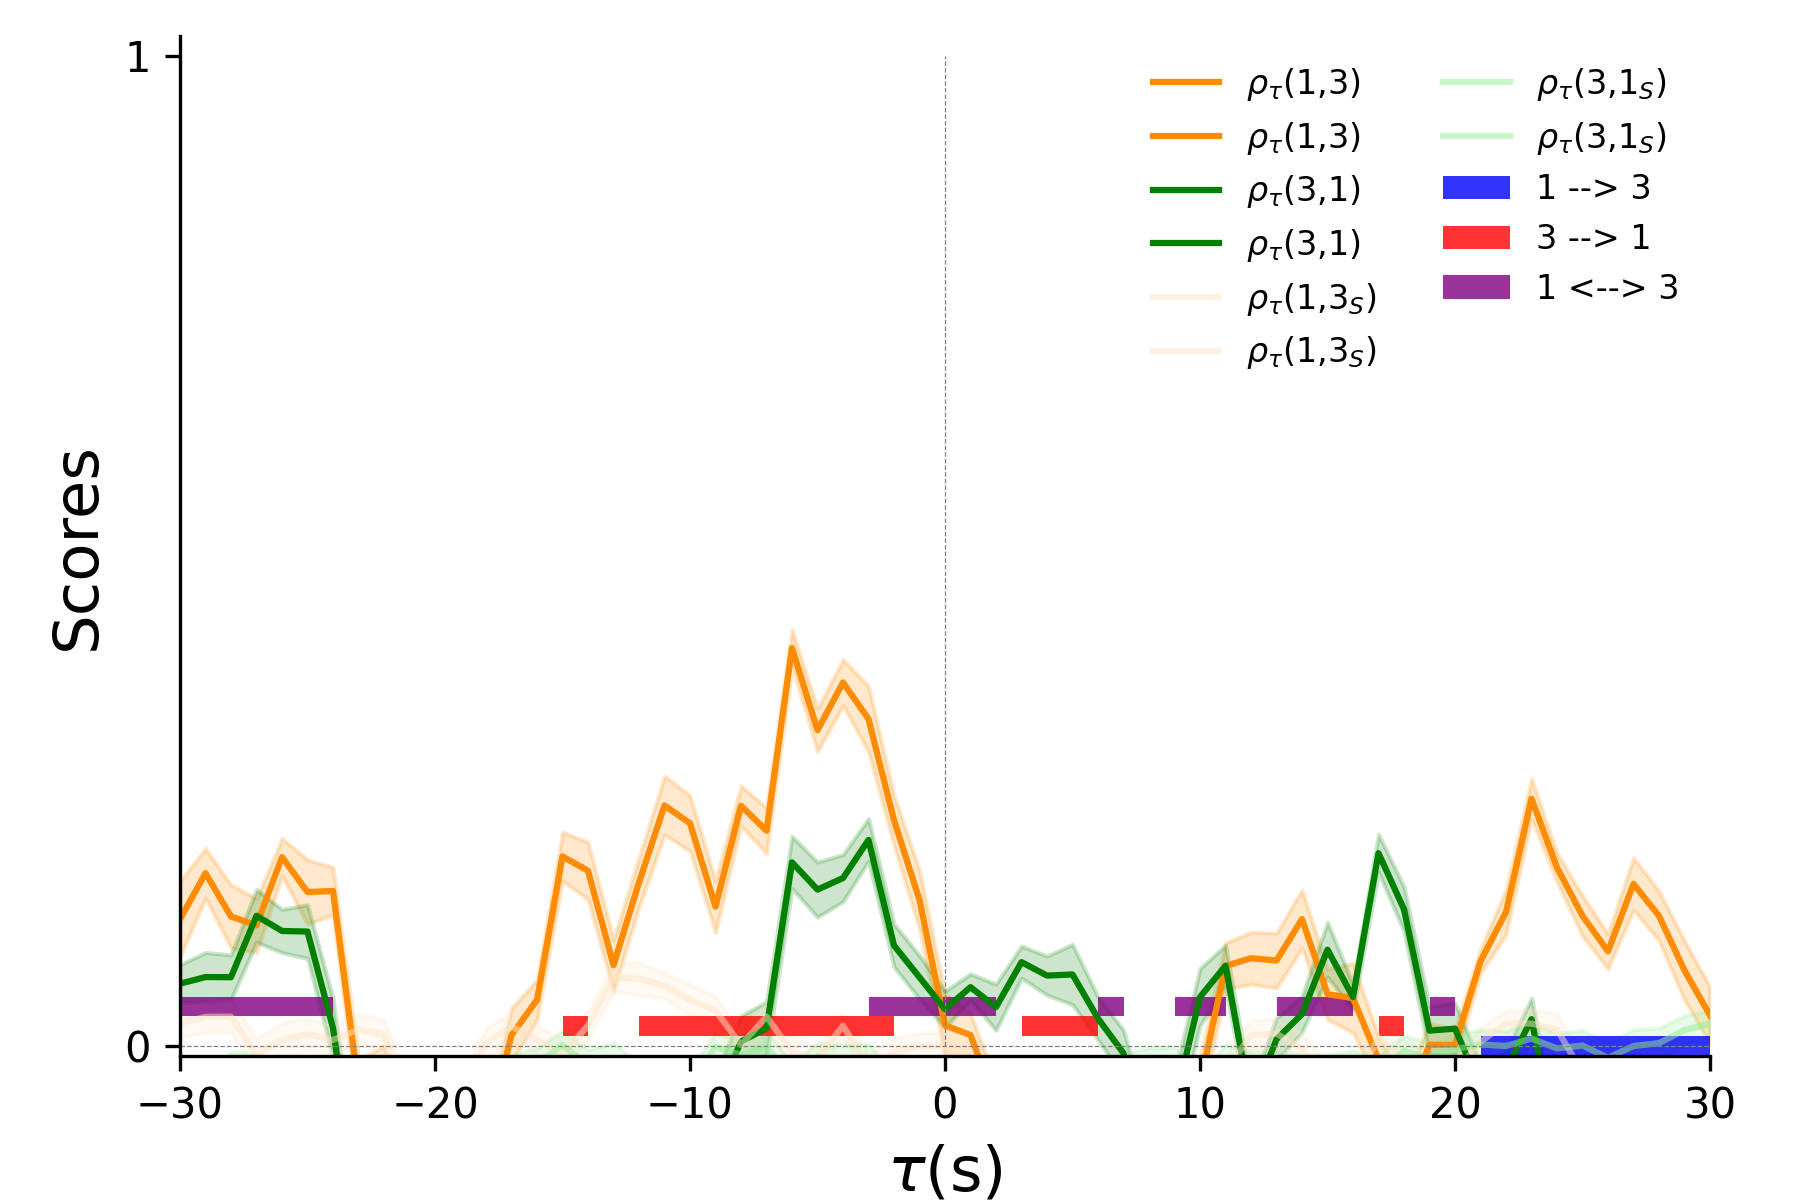 1
ρτ(1,3)
ρτ(1,3)
ρτ(3,1)
ρτ(3,1)
ρτ(1,3S)
ρτ(1,3S)
ρτ(3,1S)
ρτ(3,1S)
1 --> 3
3 --> 1
1 <--> 3
Scores
0
−30 −20 −10 0 10 20 30
τ(s)